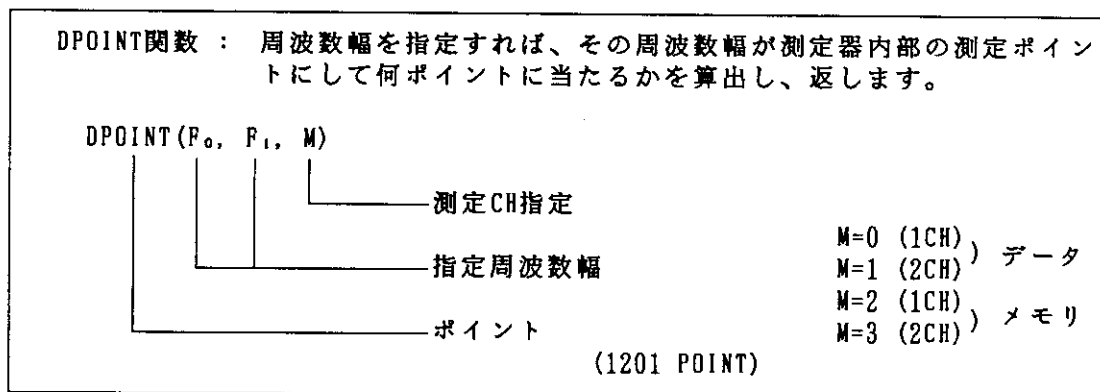 DPOINT関数 : 周波数幅を指定すれば、その周波数幅が測定器内部の測定ポイン
トにして何ポイントに当たるかを算出し、返します。
DPOINT(F₀, F₁, M)
測定CH指定
指定周波数幅
ポイント
M=0 (1CH)
M=1 (2CH)
) データ
M=2 (1CH)
M=3 (2CH)
) メモリ
(1201 POINT)